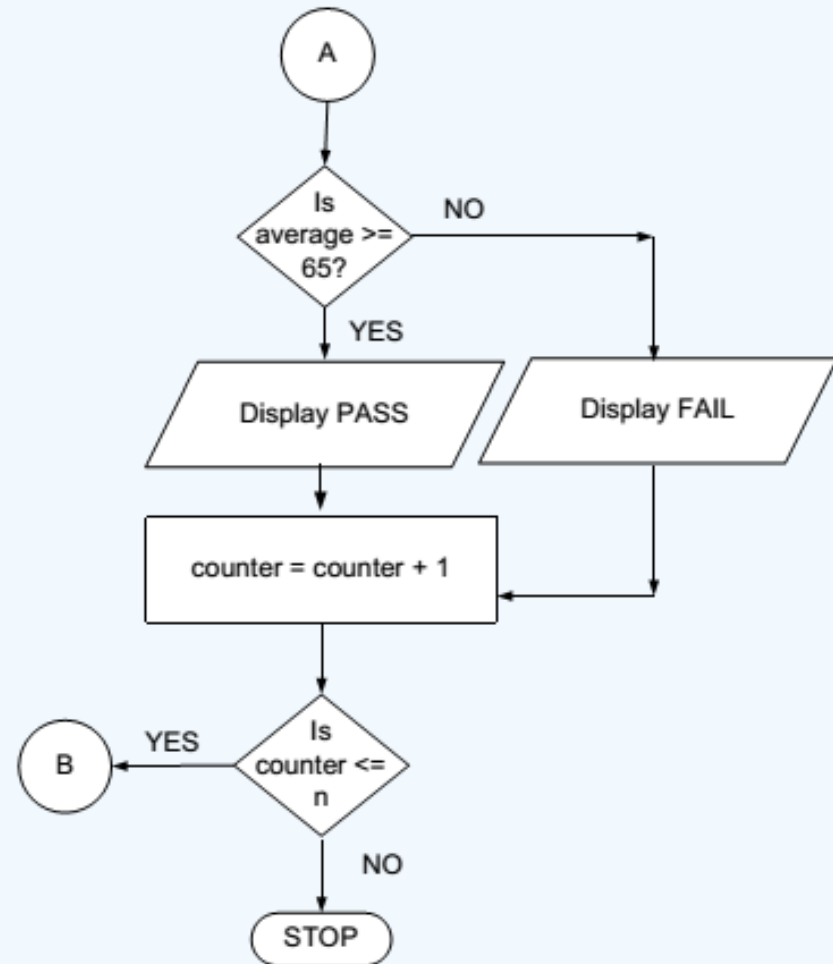 A
Is
average >=
65?
NO
YES
Display PASS
Display FAIL
counter = counter + 1
Is
counter <=
n
YES
B
NO
STOP